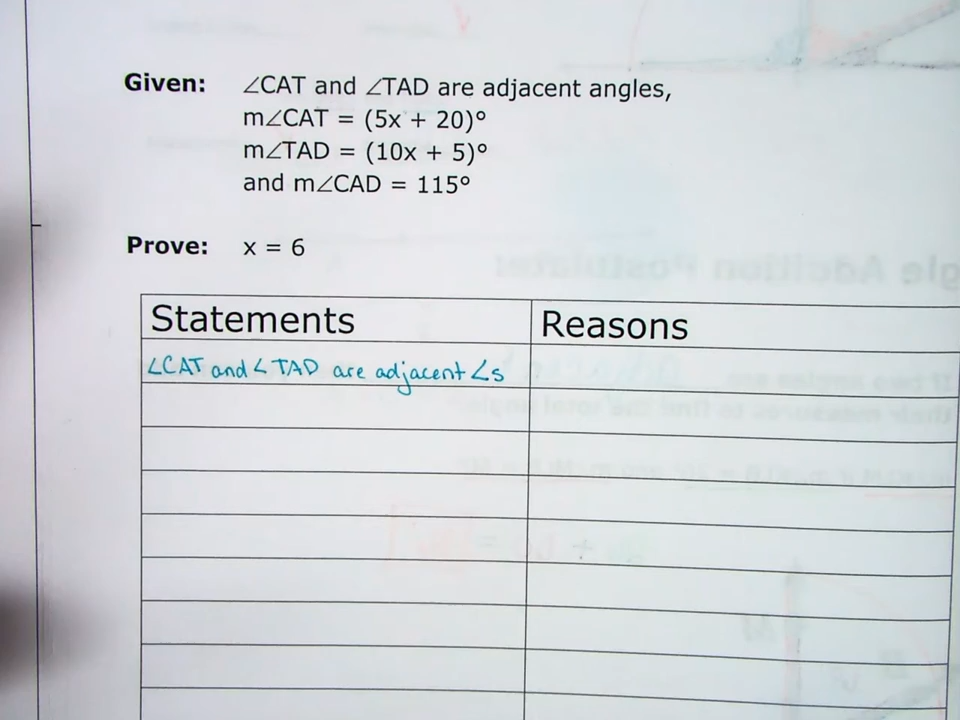 Given: ∠CAT and ∠TAD are adjacent angles,
m∠CAT = (5x + 20)°
m∠TAD = (10x + 5)°
and m∠CAD = 115°
Prove: x = 6
Statements Reasons
∠CAT and ∠TAD are adjacent ∠s